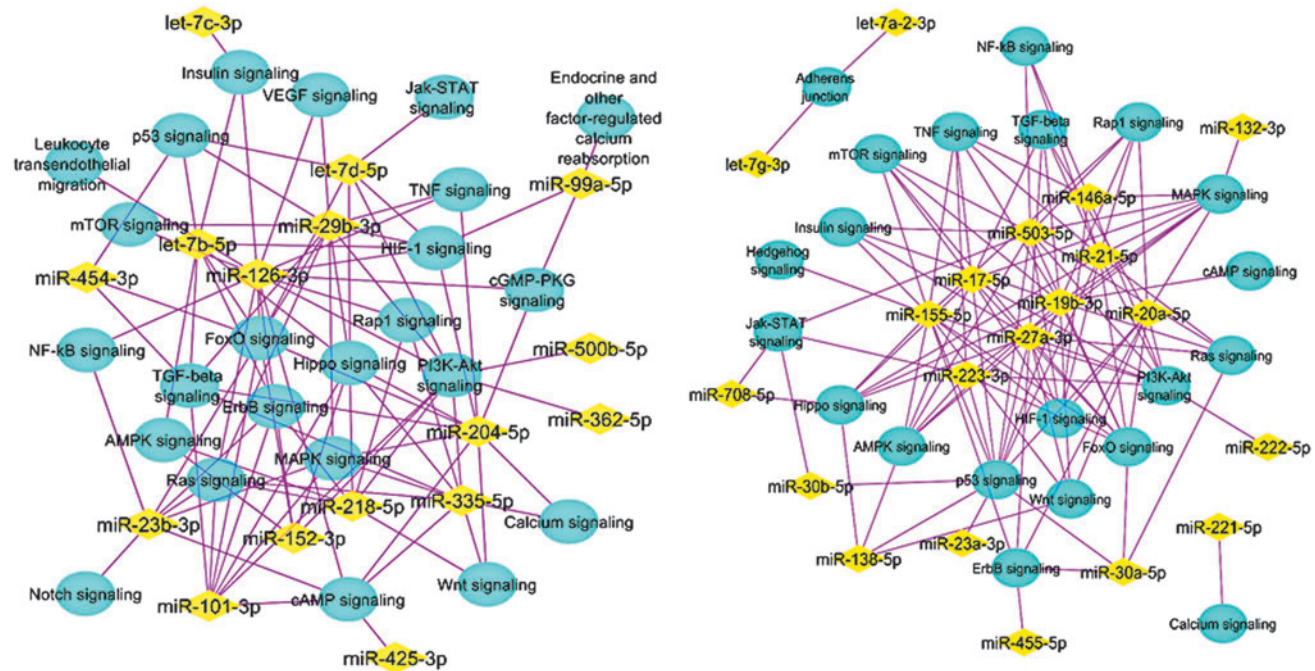 let-7c-3p
Insulin signaling
VEGF signaling
Jak-STAT
signaling
Endocrine and
other
factor-regulated
calcium
reabsorption
p53 signaling
Leukocyte
transendothelial
migration
let-7d-5p
TNF signaling
miR-99a-5p
mTOR signaling
miR-29b-3p
let-7b-5p
HIF-1 signaling
miR-454-3p
miR-126-3p
cGMP-PKG
signaling
Rap1 signaling
NF-kB signaling
FoxO signaling
miR-500b-5p
Hippo signaling
PI3K-Akt
signaling
TGF-beta
signaling
ErbB signaling
miR-362-5p
miR-204-5p
AMPK signaling
MAPK signaling
Ras signaling
miR-218-5p
miR-335-5p
miR-23b-3p
Calcium signaling
miR-152-3p
Notch signaling
Wnt signaling
miR-101-3p
cAMP signaling
miR-425-3p
let-7a-2-3p
NF-kB signaling
Adherens
junction
TNF signaling
TGF-beta
signaling
Rap1 signaling
miR-132-3p
mTOR signaling
let-7g-3p
miR-146a-5p
MAPK signaling
Insulin signaling
miR-503-5p
Hedgehog
signaling
miR-21-5p
cAMP signaling
miR-17-5p
miR-19b-3p
miR-155-5p
miR-20a-5p
Jak-STAT
signaling
miR-27a-3p
Ras signaling
miR-223-3p
PI3K-Akt
signaling
miR-708-5p
Hippo signaling
HIF-1 signaling
AMPK signaling
FoxO signaling
miR-222-5p
miR-30b-5p
p53 signaling
Wnt signaling
miR-221-5p
miR-23a-3p
miR-138-5p
ErbB signaling
miR-30a-5p
Calcium signaling
miR-455-5p